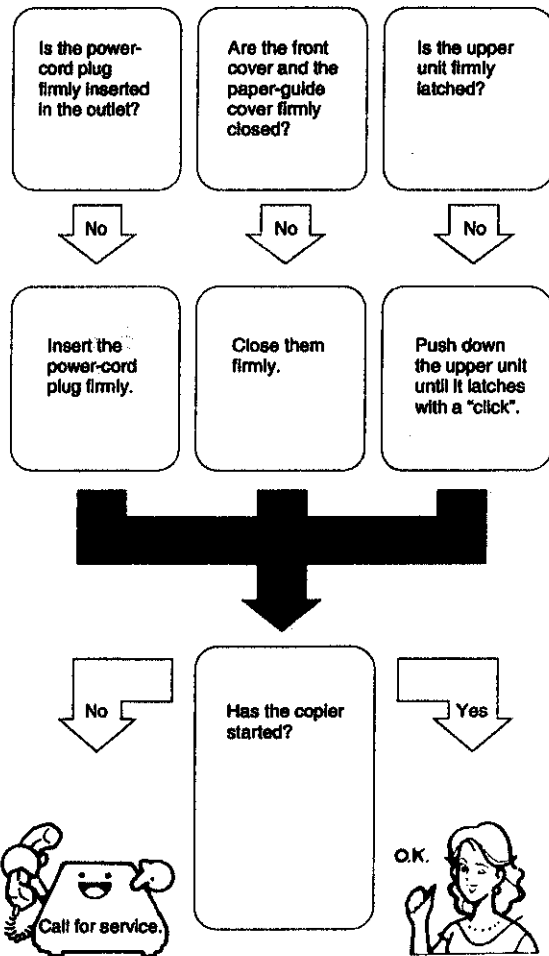 Is the power-
cord plug
firmly inserted
in the outlet?
Are the front
cover and the
paper-guide
cover firmly
closed?
Is the upper
unit firmly
latched?
No
No
No
Insert the
power-cord
plug firmly.
Close them
firmly.
Push down
the upper unit
until it latches
with a "click".
No
Has the copier
started?
Yes
O.K.
Call for service.